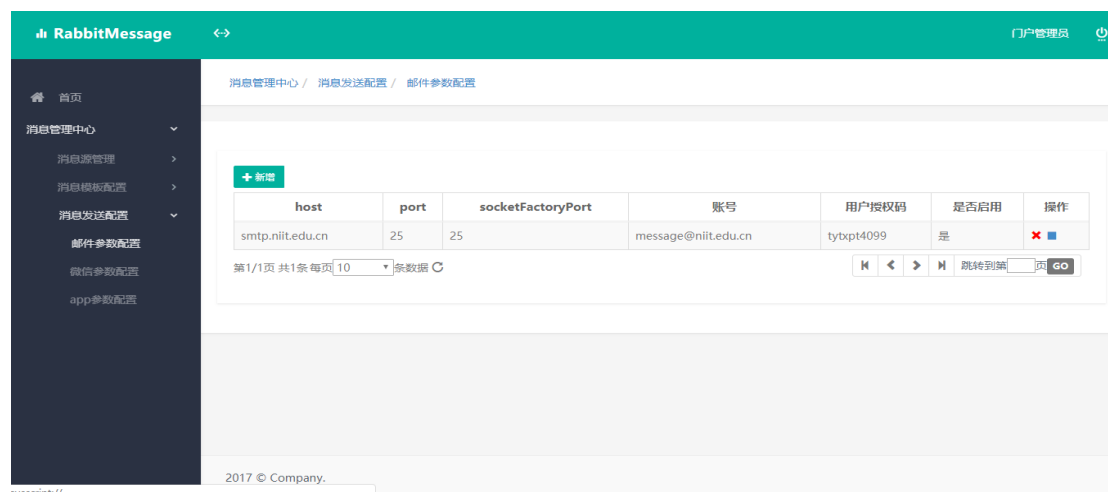 RabbitMessage
门户管理员
消息管理中心 / 消息发送配置 / 邮件参数配置
首页
消息管理中心
消息源管理
消息模板配置
消息发送配置
邮件参数配置
微信参数配置
app参数配置
新增
host port socketFactoryPort 账号 用户授权码 是否启用 操作
smtp.niit.edu.cn 25 25 message@niit.edu.cn tytxpt4099 是
第1/1页 共1条 每页 10 条数据 跳转到第 页 GO
2017 © Company.